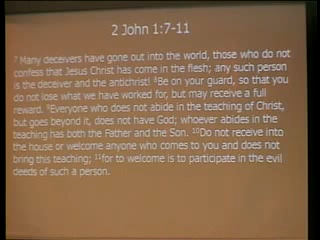 2 John 1:7-11
7 Many deceivers have gone out into the world, those who do not
confess that Jesus Christ has come in the flesh; any such person
is the deceiver and the antichrist! 8Be on your guard, so that you
do not lose what we have worked for, but may receive a full
reward. 9Everyone who does not abide in the teaching of Christ,
but goes beyond it, does not have God; whoever abides in the
teaching has both the Father and the Son. 10Do not receive into
the house or welcome anyone who comes to you and does not
bring this teaching; 11for to welcome is to participate in the evil
deeds of such a person.